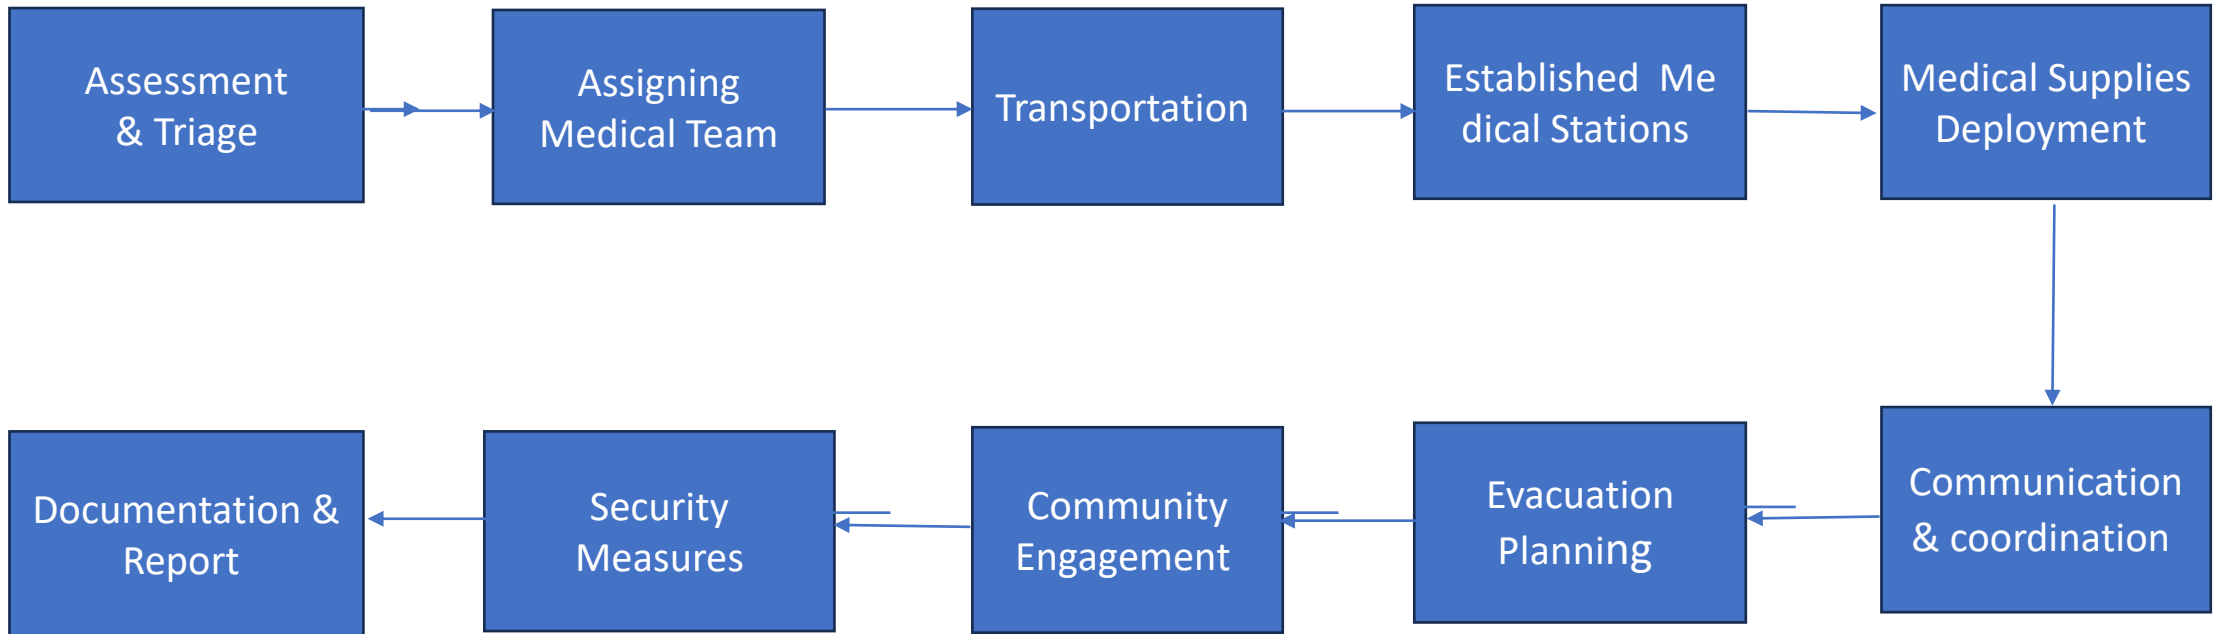 Assessment
& Triage
Assigning
Medical Team
Transportation
Established  Me
dical Stations
Medical Supplies
Deployment
Communication
& coordination
Evacuation
Planning
Community
Engagement
Security
Measures
Documentation &
Report